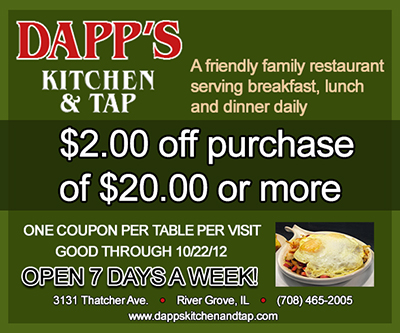 DAPP'S
KITCHEN
& TAP
A friendly family restaurant
serving breakfast, lunch
and dinner daily
$2.00 off purchase
of $20.00 or more
ONE COUPON PER TABLE PER VISIT
GOOD THROUGH 10/22/12
OPEN 7 DAYS A WEEK!
3131 Thatcher Ave. • River Grove, IL • (708) 465-2005
www.dappskitchenandtap.com